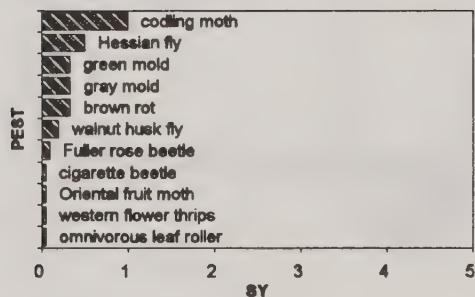 codling moth
Hessian fly
green mold
gray mold
brown rot
walnut husk fly
Fuller rose beetle
cigarette beetle
Oriental fruit moth
western flower thrips
omnivorous leaf roller
PEST
0 1 2 3 4 5
SY